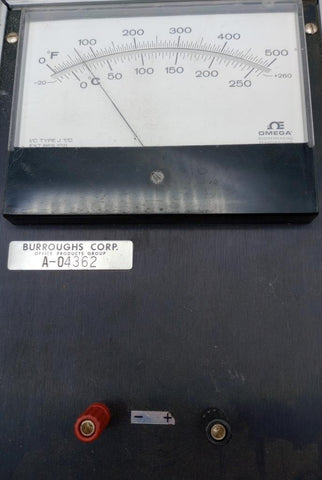 0 °F 100 200 300 400 500
-20 0 °C 50 100 150 200 250 +260
I/C TYPE J T/C
OMEGA
BURROUGHS CORP.
OFFICE PRODUCTS GROUP
A-04362
- +